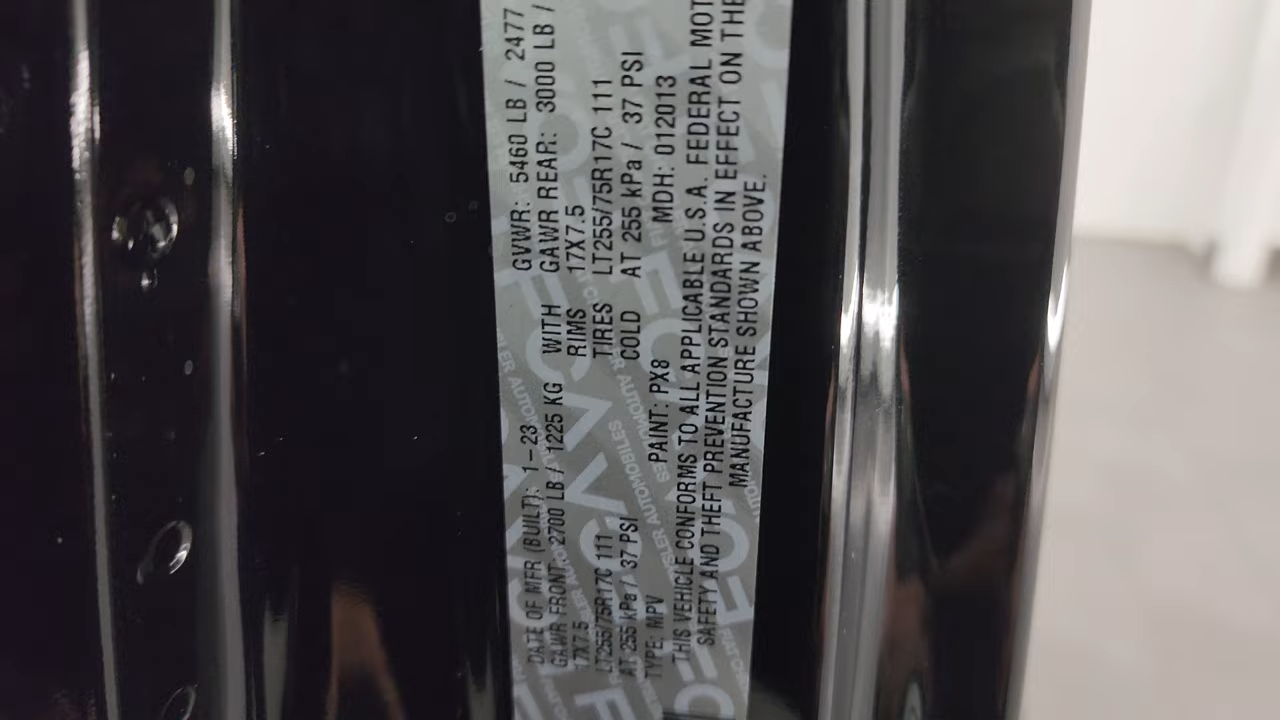 DATE OF MFR (BUILT): 1-23 GVWR: 5460 LB / 2477
GAWR FRONT: 2700 LB / 1225 KG WITH GAWR REAR: 3000 LB /
17X7.5 RIMS 17X7.5
LT255/75R17C 111 TIRES LT255/75R17C 111
AT 255 kPa / 37 PSI COLD AT 255 kPa / 37 PSI
TYPE: MPV PAINT: PX8 MDH: 012013
THIS VEHICLE CONFORMS TO ALL APPLICABLE U.S.A. FEDERAL MOT
SAFETY AND THEFT PREVENTION STANDARDS IN EFFECT ON THE
MANUFACTURE SHOWN ABOVE.